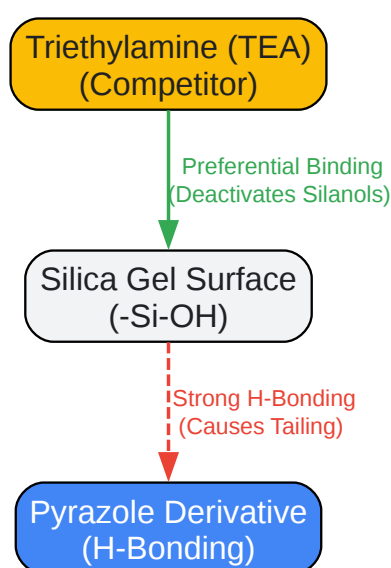 Triethylamine (TEA)
(Competitor)
Preferential Binding
(Deactivates Silanols)
Silica Gel Surface
(-Si-OH)
Strong H-Bonding
(Causes Tailing)
Pyrazole Derivative
(H-Bonding)